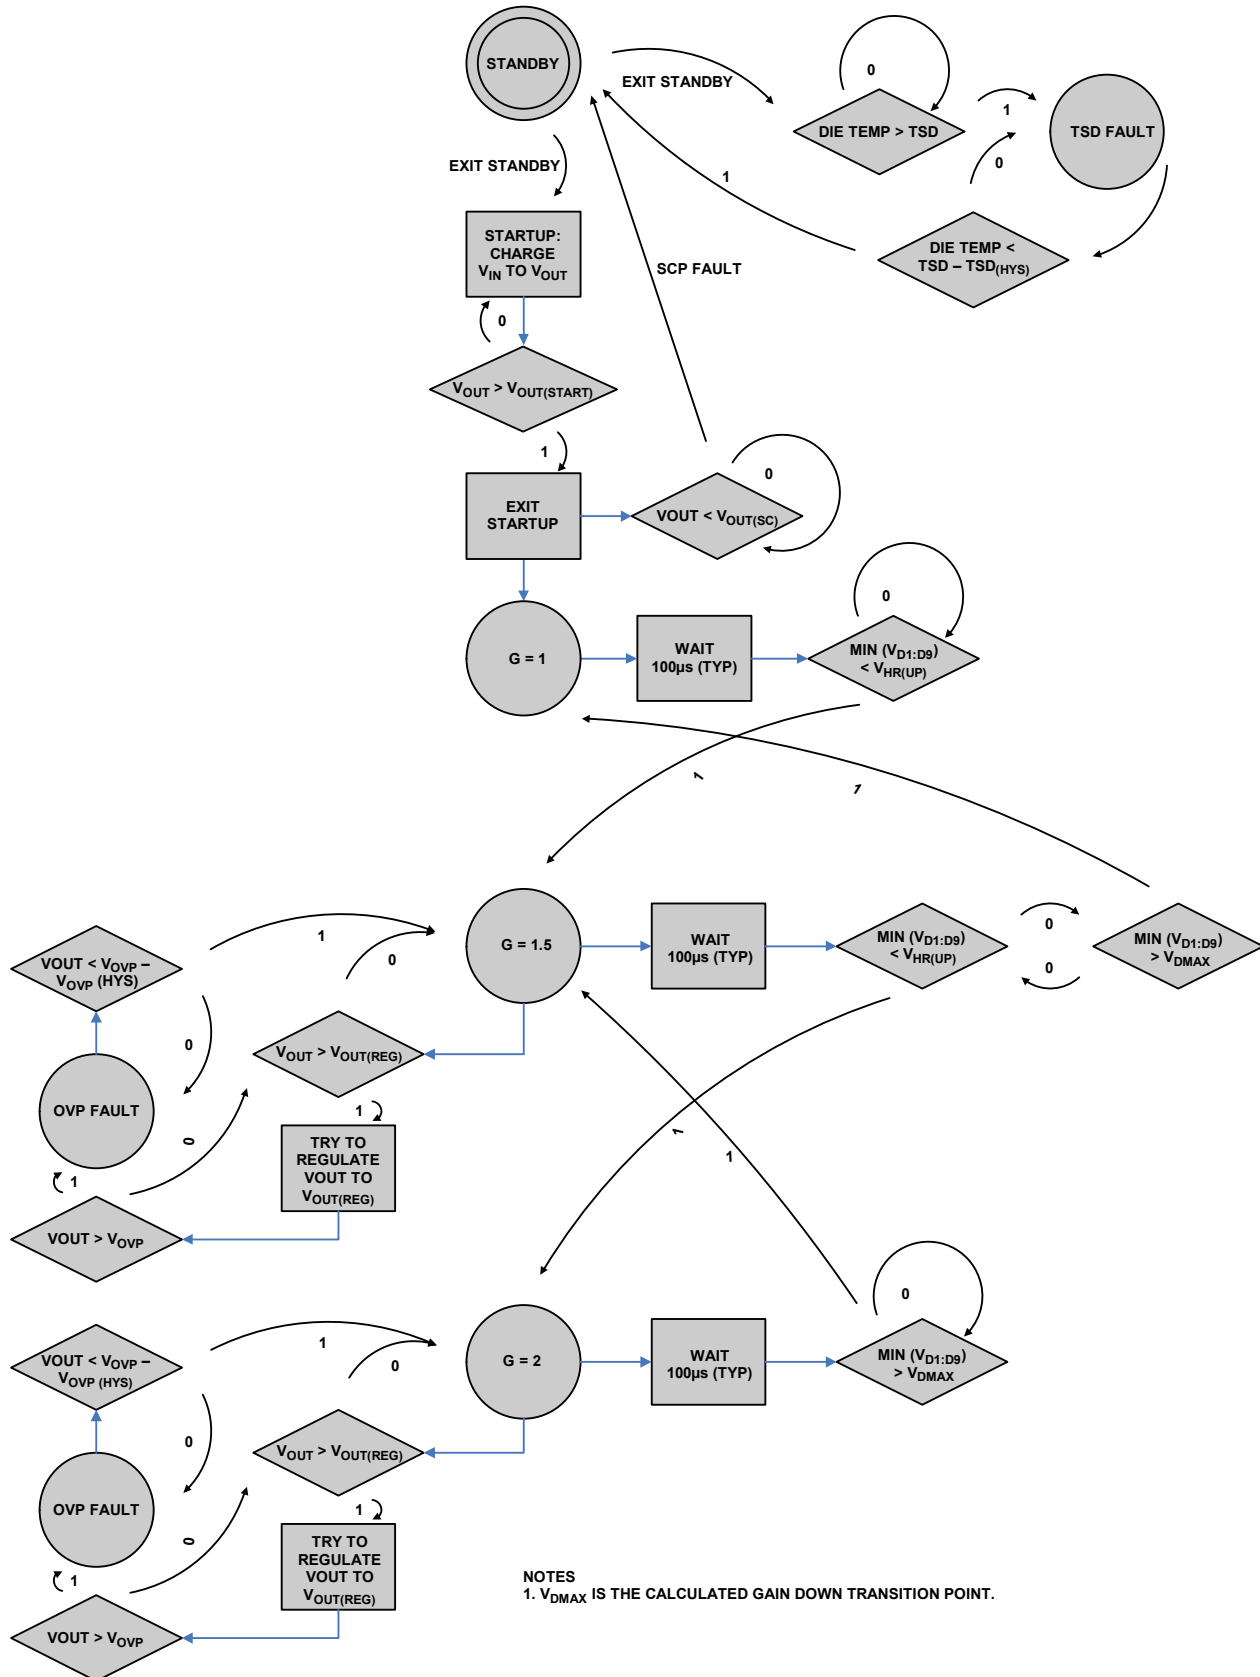 STANDBY
EXIT STANDBY
0
DIE TEMP > TSD
1
TSD FAULT
0
EXIT STANDBY
1
STARTUP:
CHARGE
VIN TO VOUT
DIE TEMP <
TSD – TSD(HYS)
SCP FAULT
0
VOUT > VOUT(START)
1
0
EXIT
STARTUP
VOUT < VOUT(SC)
0
G = 1
WAIT
100µs (TYP)
MIN (VD1:D9)
< VHR(UP)
1
1
1
0
VOUT < VOVP –
VOVP (HYS)
G = 1.5
WAIT
100µs (TYP)
MIN (VD1:D9)
< VHR(UP)
0
0
MIN (VD1:D9)
> VDMAX
0
VOUT > VOUT(REG)
OVP FAULT
1
0
TRY TO
REGULATE
VOUT TO
VOUT(REG)
1
VOUT > VOVP
1
1
0
1
0
VOUT < VOVP –
VOVP (HYS)
G = 2
WAIT
100µs (TYP)
MIN (VD1:D9)
> VDMAX
0
VOUT > VOUT(REG)
OVP FAULT
1
0
TRY TO
REGULATE
VOUT TO
VOUT(REG)
1
VOUT > VOVP
NOTES
1. VDMAX IS THE CALCULATED GAIN DOWN TRANSITION POINT.